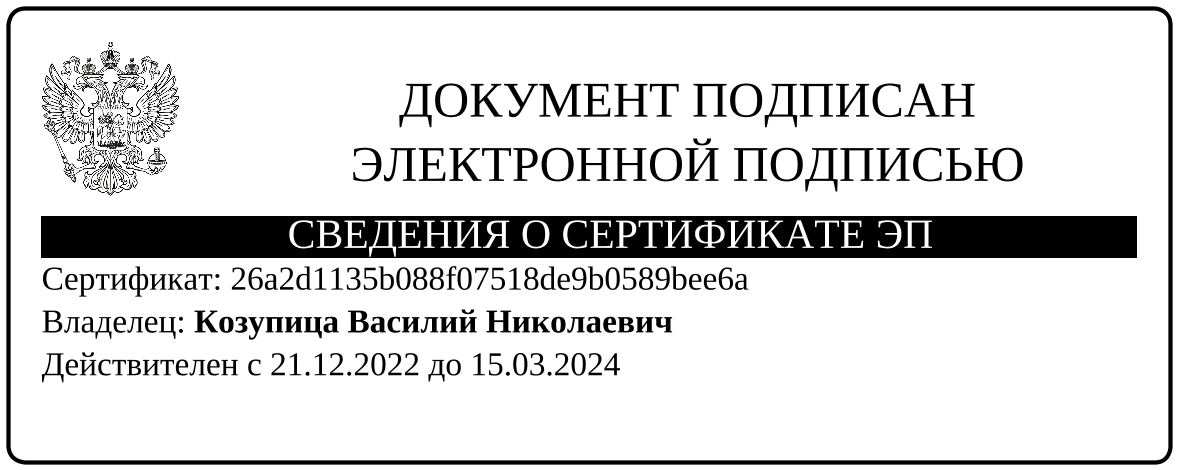 ДОКУМЕНТ ПОДПИСАН
ЭЛЕКТРОННОЙ ПОДПИСЬЮ
СВЕДЕНИЯ О СЕРТИФИКАТЕ ЭП
Сертификат: 26a2d1135b088f07518de9b0589bee6a
Владелец: Козупица Василий Николаевич
Действителен с 21.12.2022 до 15.03.2024